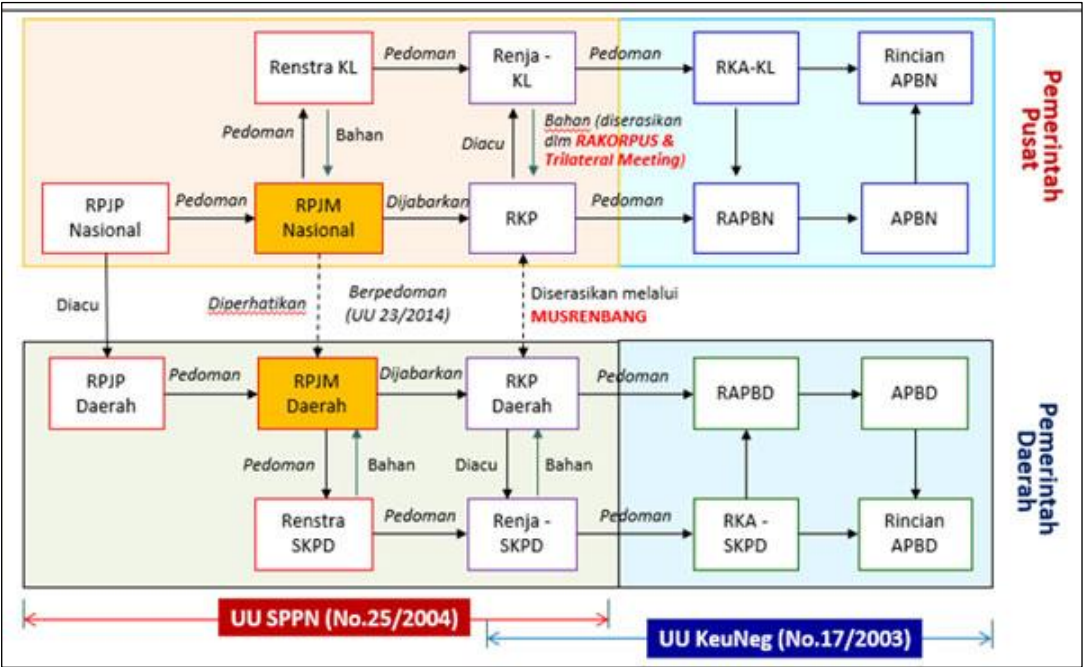 Renstra KL
Pedoman
Renja -
KL
Pedoman
RKA-KL
Rincian
APBN
Pedoman
Bahan
Diacu
Bahan (diserasikan
dlm RAKORPUS &
Trilateral Meeting)
RPJP
Nasional
Pedoman
RPJM
Nasional
Dijabarkan
RKP
Pedoman
RAPBN
APBN
Pemerintah
Pusat
Diacu
Diperhatikan
Berpedoman
(UU 23/2014)
Diserasikan melalui
MUSRENBANG
RPJP
Daerah
Pedoman
RPJM
Daerah
Dijabarkan
RKP
Daerah
Pedoman
RAPBD
APBD
Pedoman
Bahan
Diacu
Bahan
Renstra
SKPD
Pedoman
Renja -
SKPD
Pedoman
RKA -
SKPD
Rincian
APBD
Pemerintah
Daerah
UU SPPN (No.25/2004)
UU KeuNeg (No.17/2003)